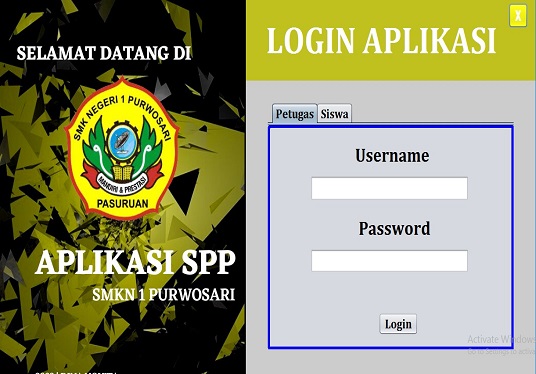 SELAMAT DATANG DI
SMK NEGERI 1 PURWOSARI
MANDIRI & PRESTASI
PASURUAN
APLIKASI SPP
SMKN 1 PURWOSARI
LOGIN APLIKASI
X
Petugas
Siswa
Username
Password
Login
Activate Windows